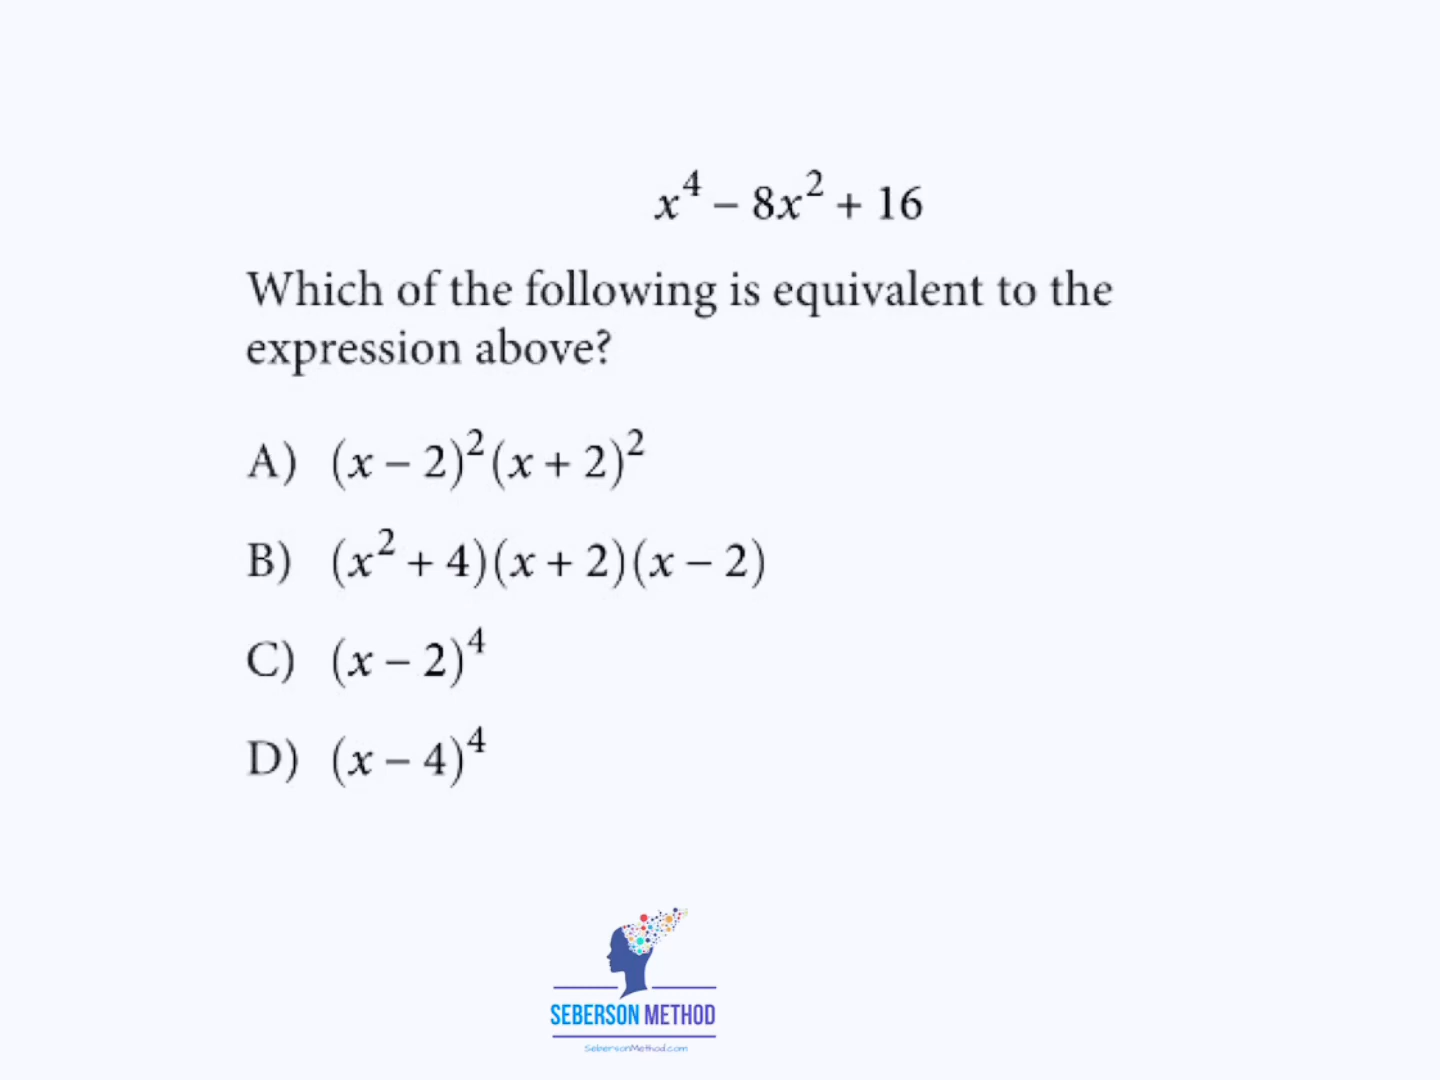 x⁴ − 8x² + 16
Which of the following is equivalent to the
expression above?
A) (x − 2)²(x + 2)²
B) (x² + 4)(x + 2)(x − 2)
C) (x − 2)⁴
D) (x − 4)⁴
SEBERSON METHOD
SebersonMethod.com